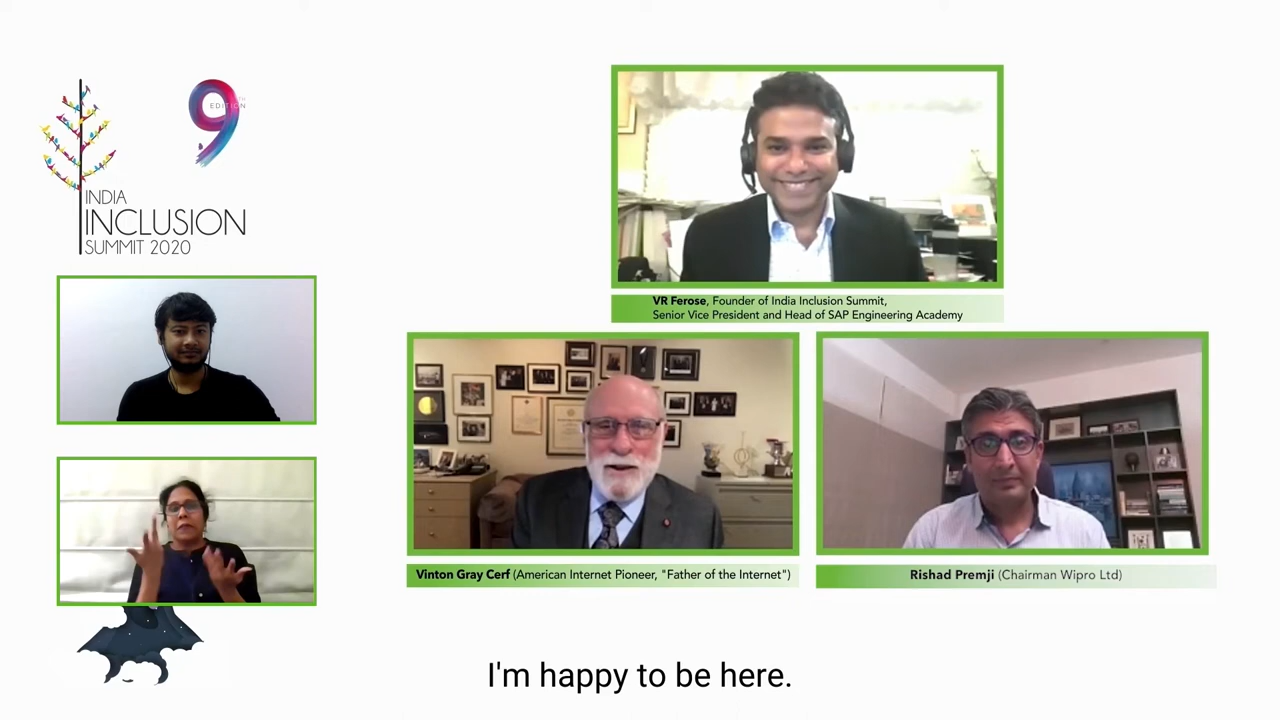 9TH
EDITION
INDIA
INCLUSION
SUMMIT 2020
VR Ferose, Founder of India Inclusion Summit,
Senior Vice President and Head of SAP Engineering Academy
Vinton Gray Cerf (American Internet Pioneer, "Father of the Internet")
Rishad Premji (Chairman Wipro Ltd)
I'm happy to be here.